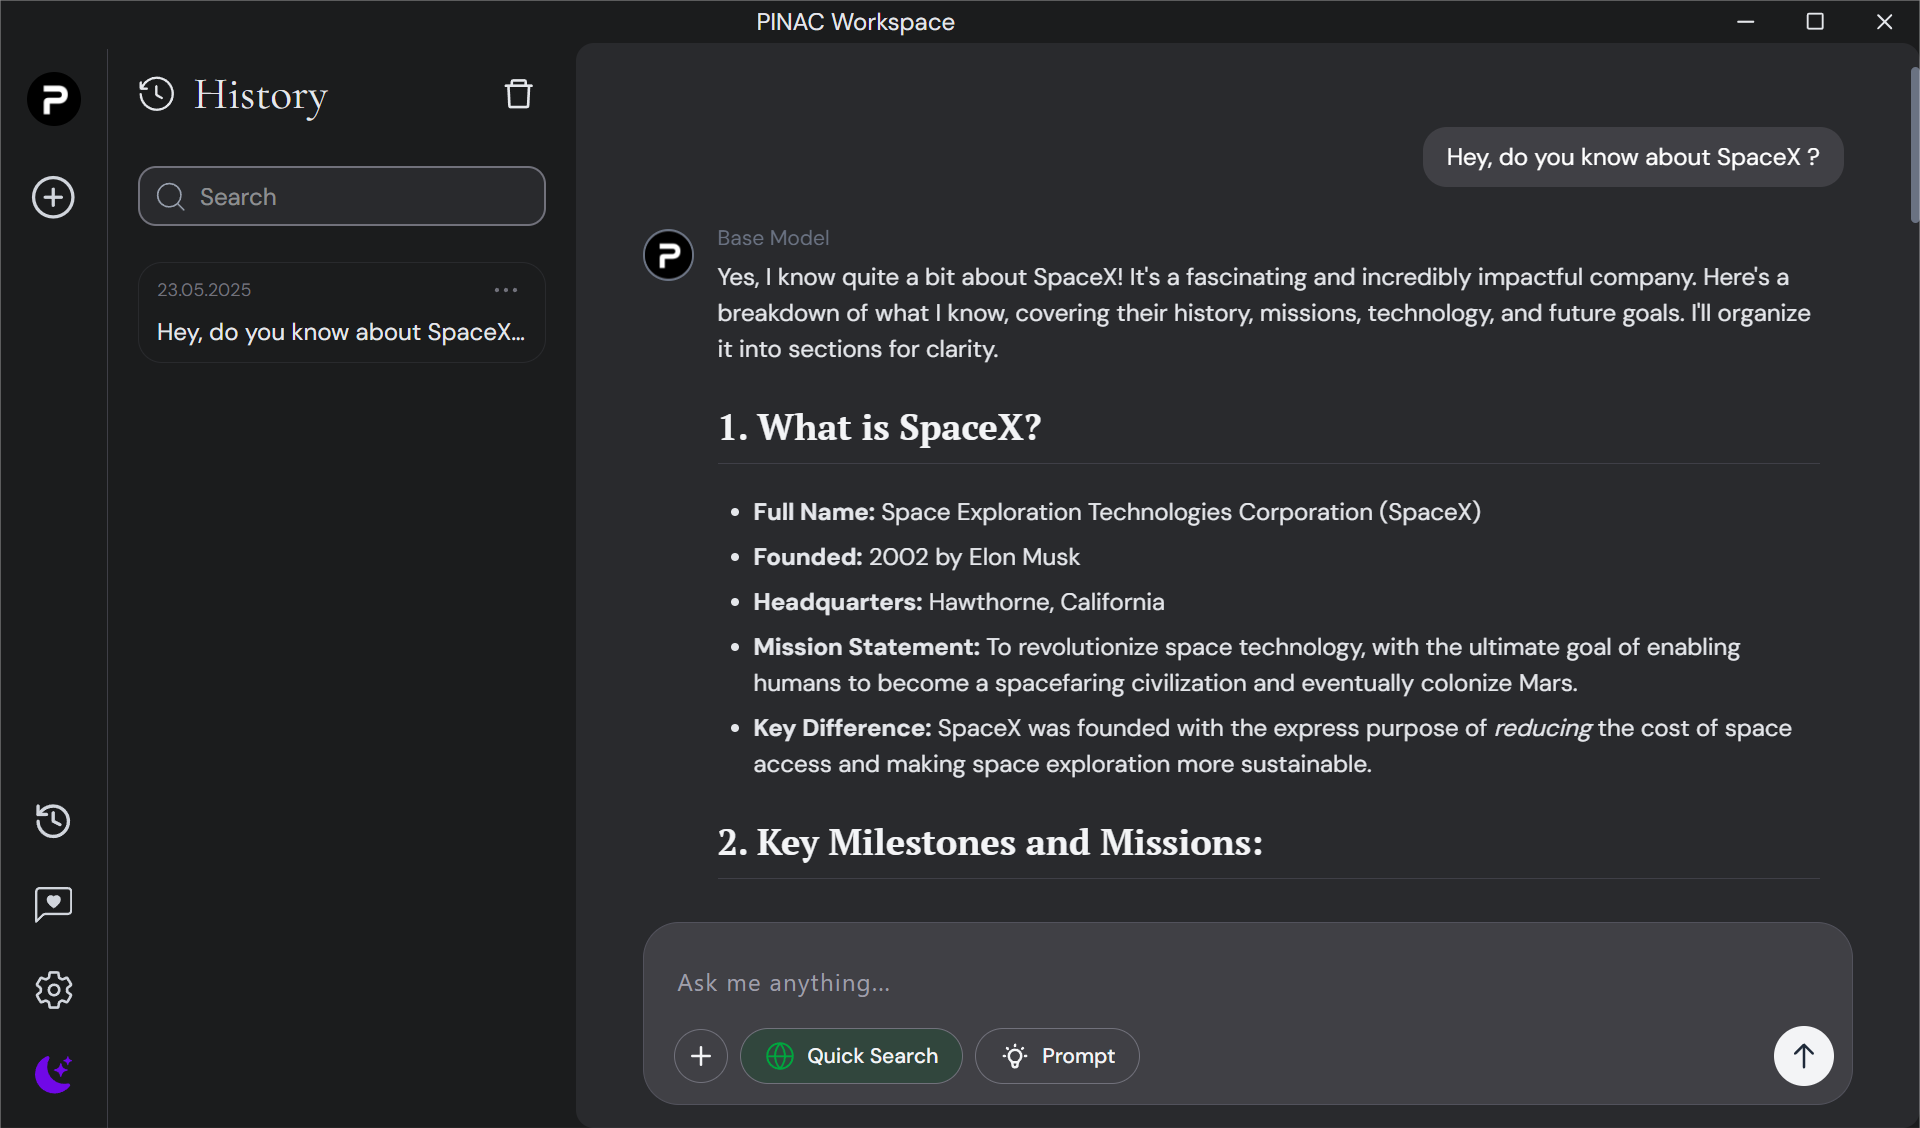 PINAC Workspace
History
Search
23.05.2025
Hey, do you know about SpaceX...
Hey, do you know about SpaceX ?
Base Model
Yes, I know quite a bit about SpaceX! It's a fascinating and incredibly impactful company. Here's a
breakdown of what I know, covering their history, missions, technology, and future goals. I'll organize
it into sections for clarity.
1. What is SpaceX?
• Full Name: Space Exploration Technologies Corporation (SpaceX)
• Founded: 2002 by Elon Musk
• Headquarters: Hawthorne, California
• Mission Statement: To revolutionize space technology, with the ultimate goal of enabling
humans to become a spacefaring civilization and eventually colonize Mars.
• Key Difference: SpaceX was founded with the express purpose of reducing the cost of space
access and making space exploration more sustainable.
2. Key Milestones and Missions:
Ask me anything...
Quick Search
Prompt